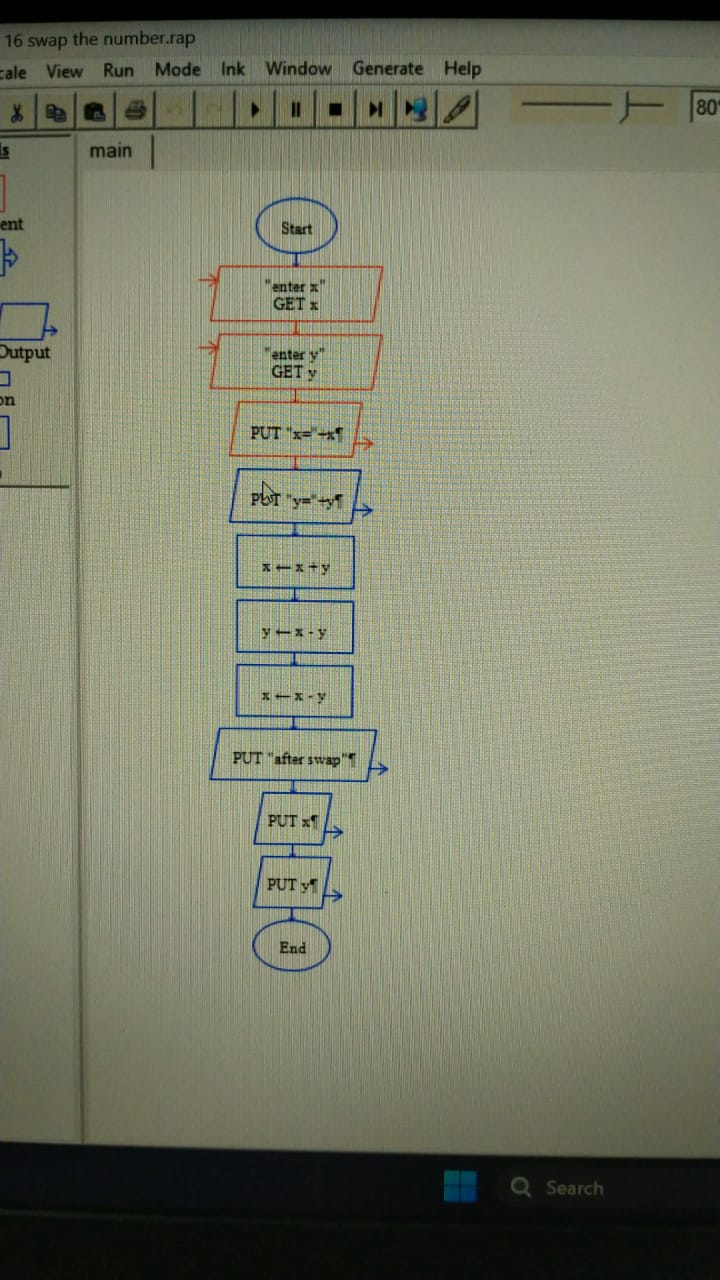 16 swap the number.rap
cale View Run Mode Ink Window Generate Help
80%
ls
main
ent
Output
on
Start
"enter x"
GET x
"enter y"
GET y
PUT "x="+x¶
PUT "y="+y¶
x ← x + y
y ← x - y
x ← x - y
PUT "after swap"¶
PUT x¶
PUT y¶
End
Search